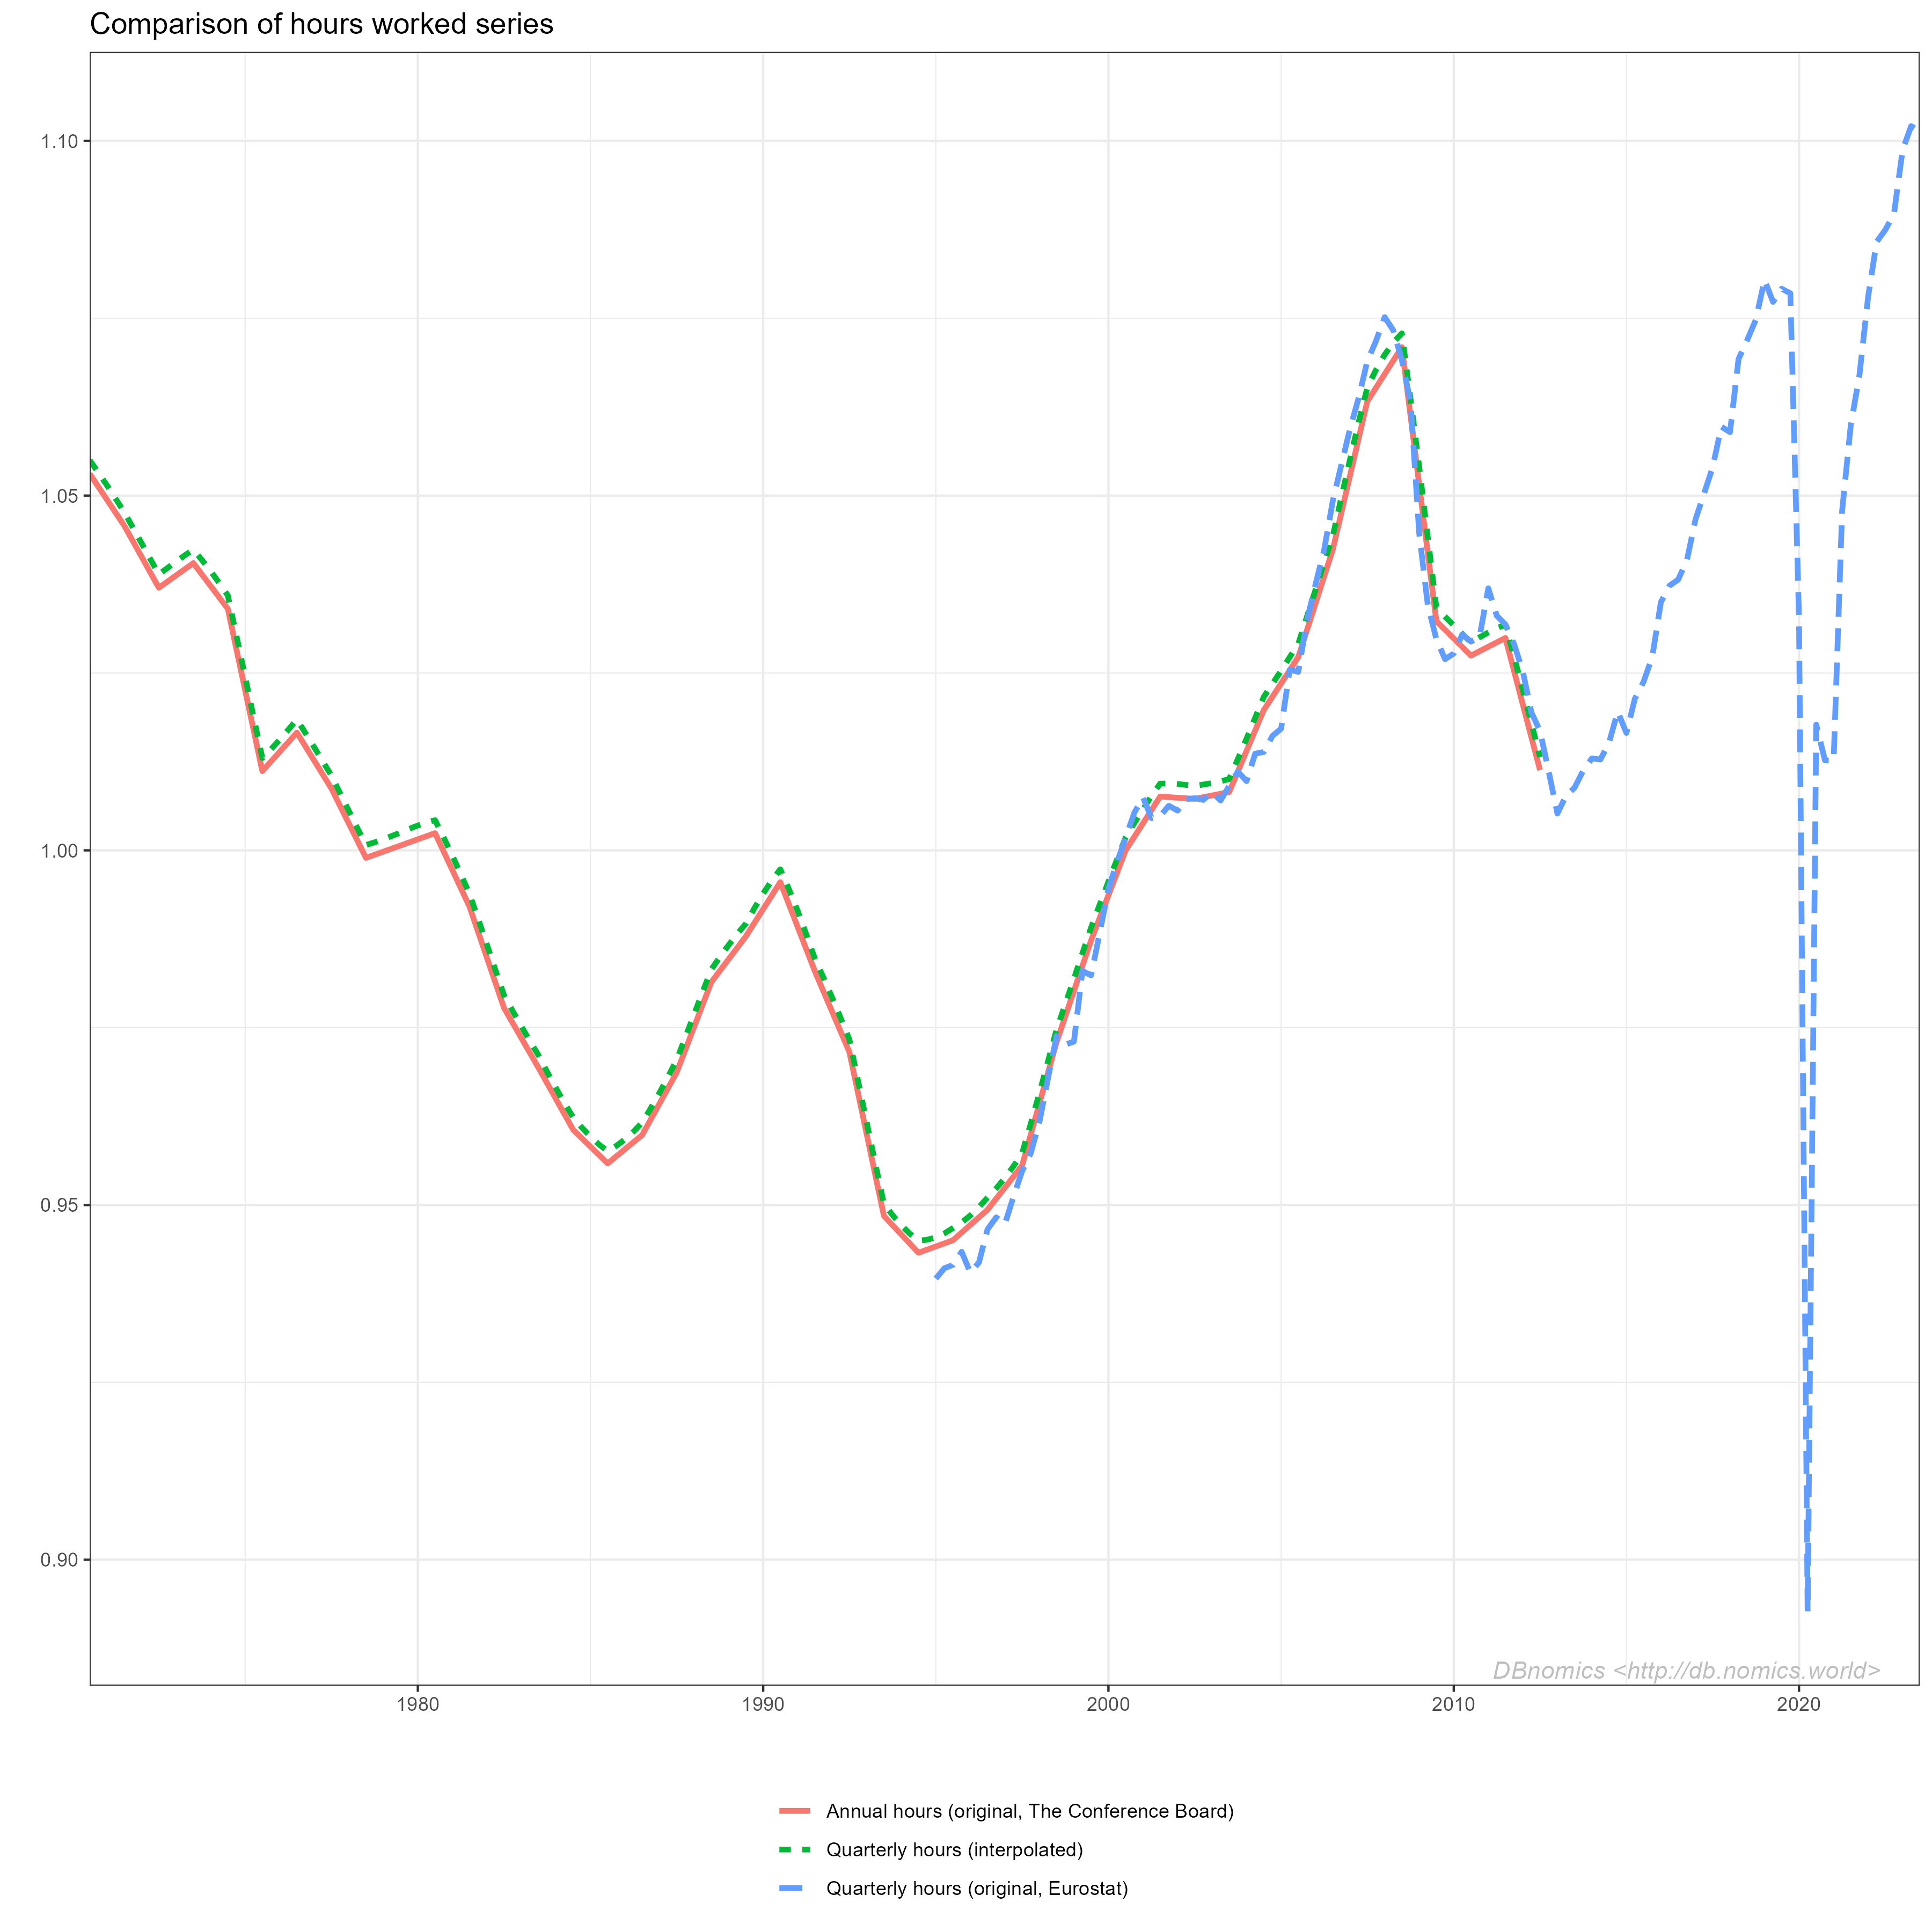 Comparison of hours worked series
1.10
1.05
1.00
0.95
0.90
DBnomics <http://db.nomics.world>
1980 1990 2000 2010 2020
Annual hours (original, The Conference Board)
Quarterly hours (interpolated)
Quarterly hours (original, Eurostat)